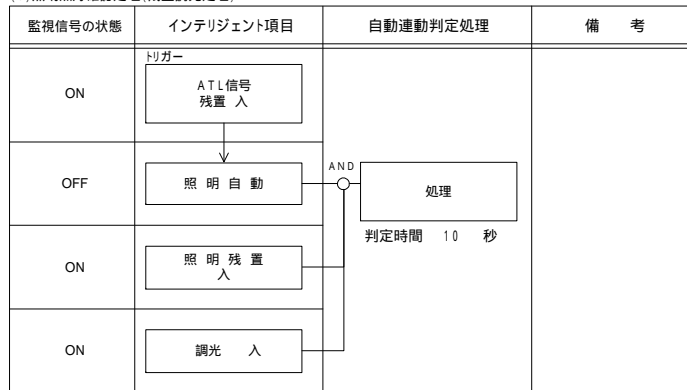 監視信号の状態 インテリジェント項目 自動連動判定処理 備 考
トリガー
ON
ATL信号
残置 入
OFF
照 明 自 動
AND
処理
判定時間 10 秒
ON
照 明 残 置
入
ON
調光 入